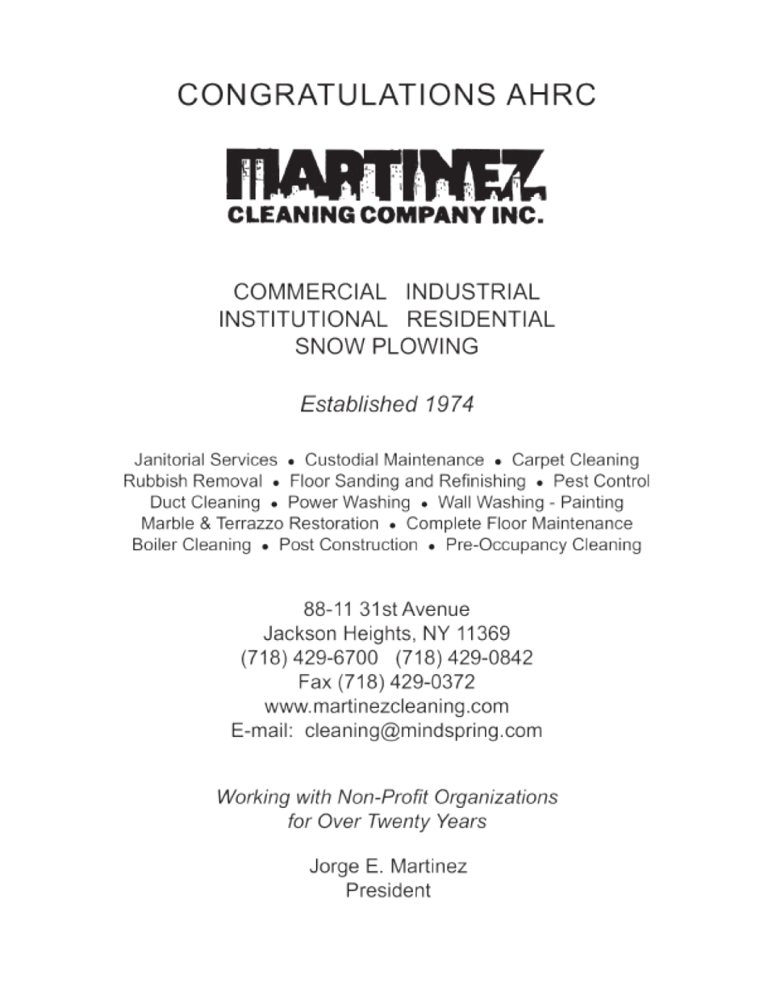 CONGRATULATIONS AHRC
MARTINEZ
CLEANING COMPANY INC.
COMMERCIAL INDUSTRIAL
INSTITUTIONAL RESIDENTIAL
SNOW PLOWING
Established 1974
Janitorial Services • Custodial Maintenance • Carpet Cleaning
Rubbish Removal • Floor Sanding and Refinishing • Pest Control
Duct Cleaning • Power Washing • Wall Washing - Painting
Marble & Terrazzo Restoration • Complete Floor Maintenance
Boiler Cleaning • Post Construction • Pre-Occupancy Cleaning
88-11 31st Avenue
Jackson Heights, NY 11369
(718) 429-6700 (718) 429-0842
Fax (718) 429-0372
www.martinezcleaning.com
E-mail: cleaning@mindspring.com
Working with Non-Profit Organizations
for Over Twenty Years
Jorge E. Martinez
President